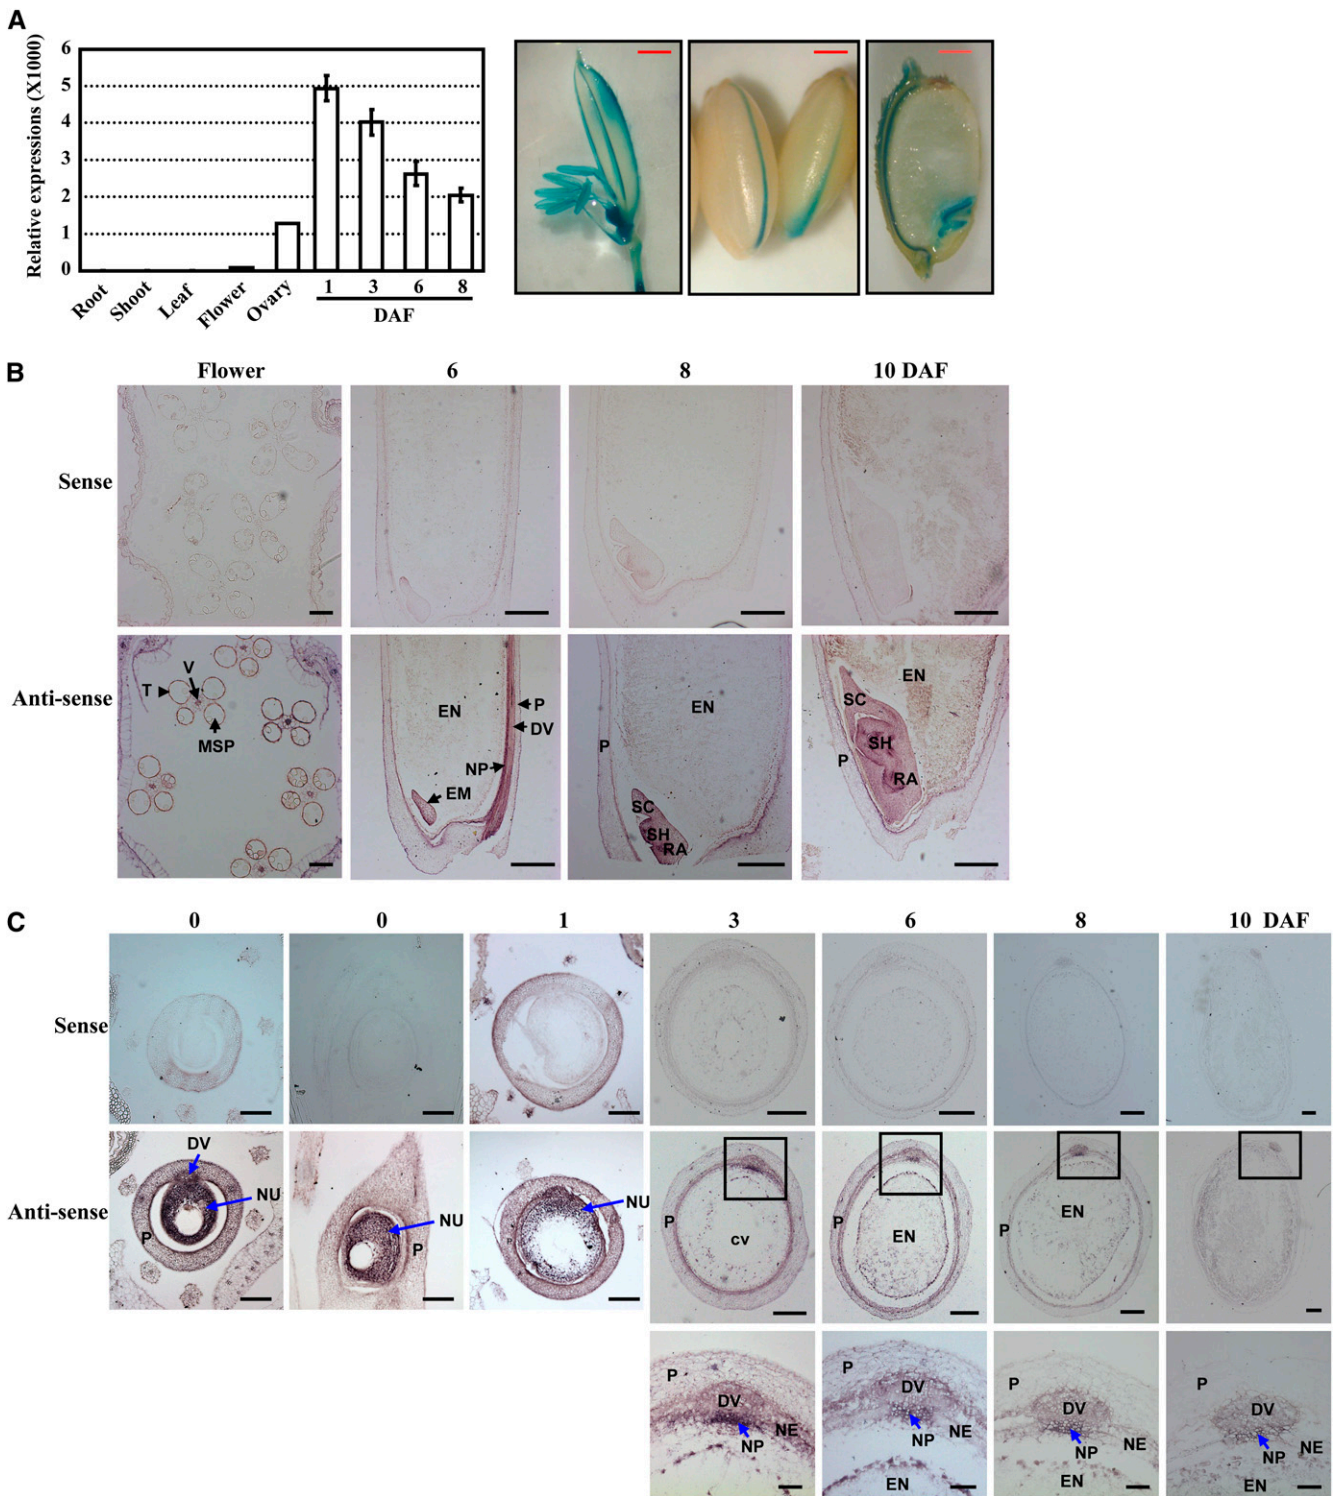 A
Relative expressions (X1000)
6
5
4
3
2
1
0
Root
Shoot
Leaf
Flower
Ovary
1
3
6
8
DAF
B
Flower
6
8
10 DAF
Sense
Anti-sense
V
T
MSP
EN
P
DV
NP
EM
EN
P
SC
SH
RA
EN
SC
SH
P
RA
C
0
0
1
3
6
8
10 DAF
Sense
Anti-sense
DV
NU
P
NU
P
NU
P
P
cv
P
EN
P
EN
P
DV
NE
NP
P
DV
NE
NP
EN
P
DV
NE
NP
EN
P
DV
NE
NP
EN